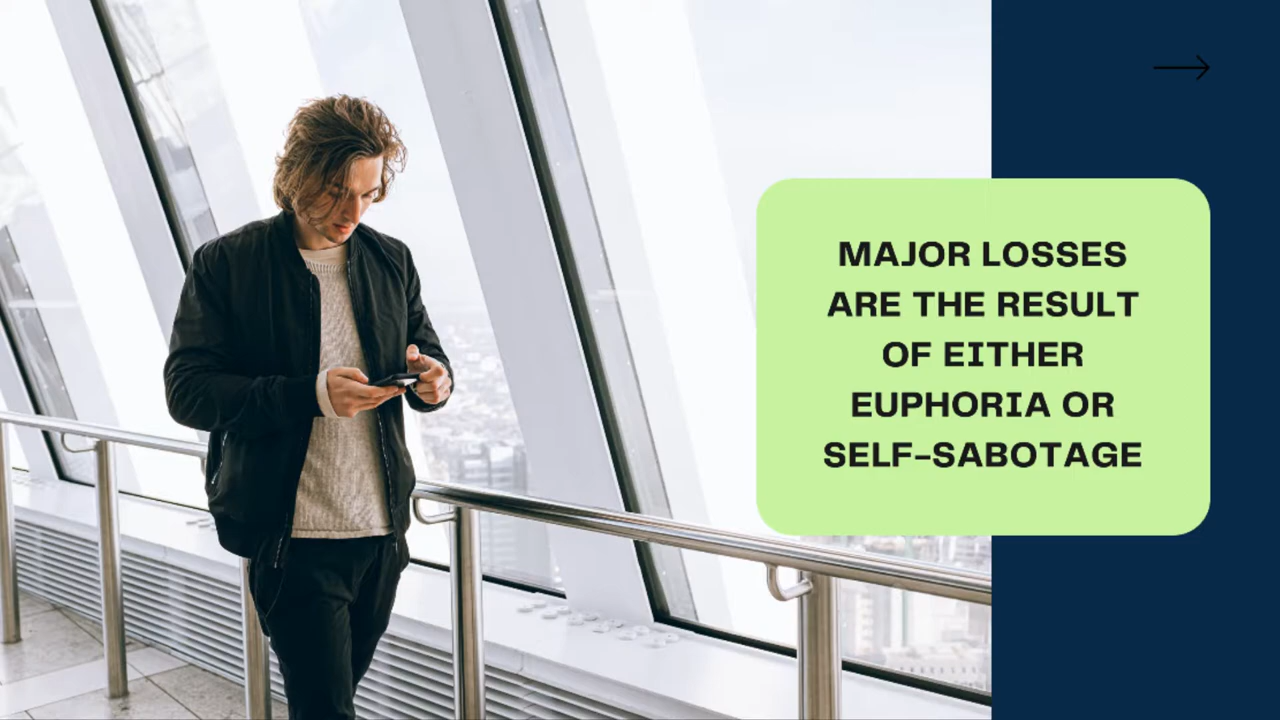 MAJOR LOSSES
ARE THE RESULT
OF EITHER
EUPHORIA OR
SELF-SABOTAGE